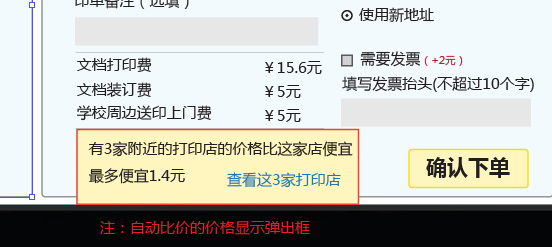 印单备注（选填）
使用新地址
文档打印费 ¥15.6元
文档装订费 ¥5元
学校周边送印上门费 ¥5元
需要发票（+2元）
填写发票抬头(不超过10个字)
有3家附近的打印店的价格比这家店便宜
最多便宜1.4元 查看这3家打印店
确认下单
注：自动比价的价格显示弹出框